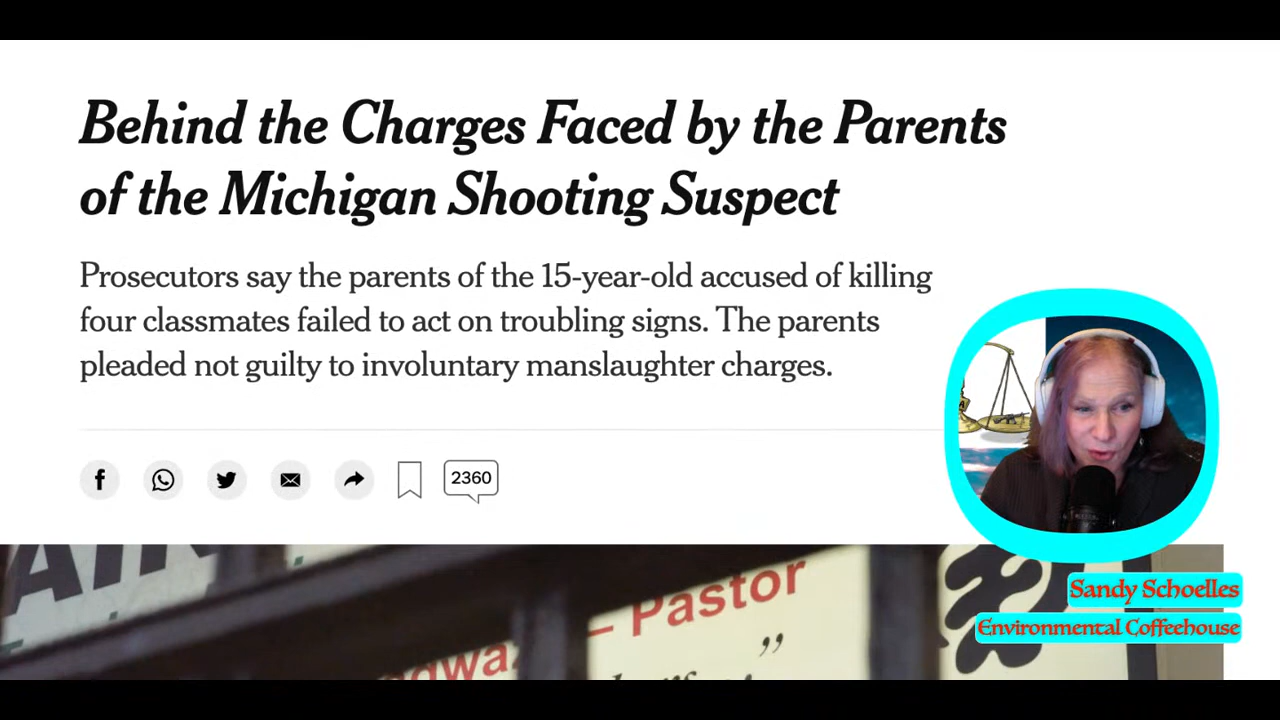 Behind the Charges Faced by the Parents
of the Michigan Shooting Suspect
Prosecutors say the parents of the 15-year-old accused of killing
four classmates failed to act on troubling signs. The parents
pleaded not guilty to involuntary manslaughter charges.
2360
– Pastor
”
Sandy Schoelles
Environmental Coffeehouse